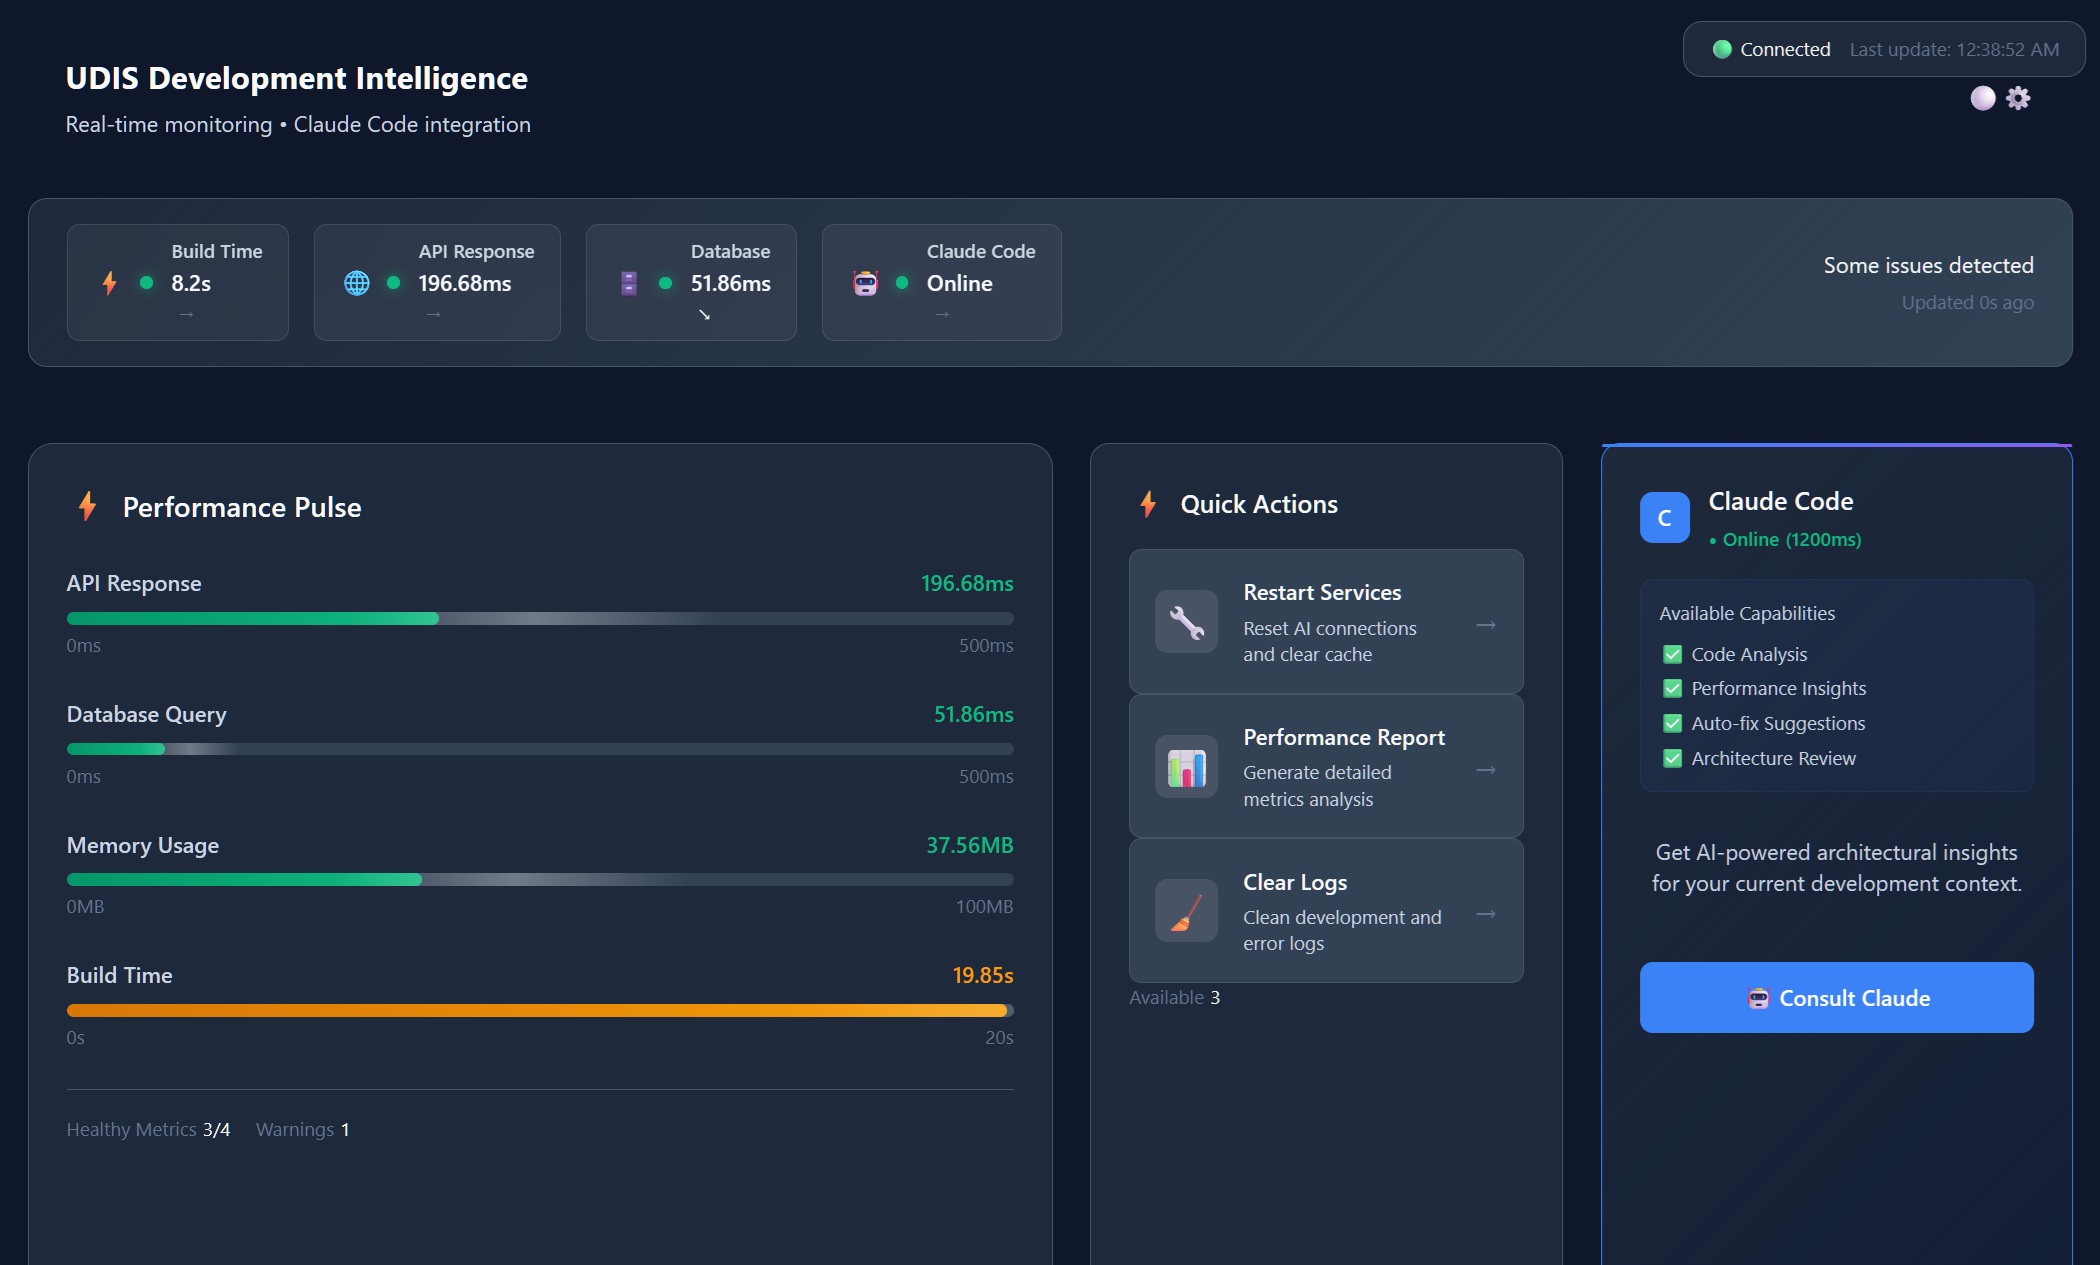 Connected Last update: 12:38:52 AM
UDIS Development Intelligence
Real-time monitoring • Claude Code integration
Build Time
8.2s
→
API Response
196.68ms
→
Database
51.86ms
↘
Claude Code
Online
→
Some issues detected
Updated 0s ago
Performance Pulse
API Response 196.68ms
0ms 500ms
Database Query 51.86ms
0ms 500ms
Memory Usage 37.56MB
0MB 100MB
Build Time 19.85s
0s 20s
Healthy Metrics 3/4 Warnings 1
Quick Actions
Restart Services
Reset AI connections
and clear cache
→
Performance Report
Generate detailed
metrics analysis
→
Clear Logs
Clean development and
error logs
→
Available 3
C
Claude Code
• Online (1200ms)
Available Capabilities
✅ Code Analysis
✅ Performance Insights
✅ Auto-fix Suggestions
✅ Architecture Review
Get AI-powered architectural insights
for your current development context.
Consult Claude